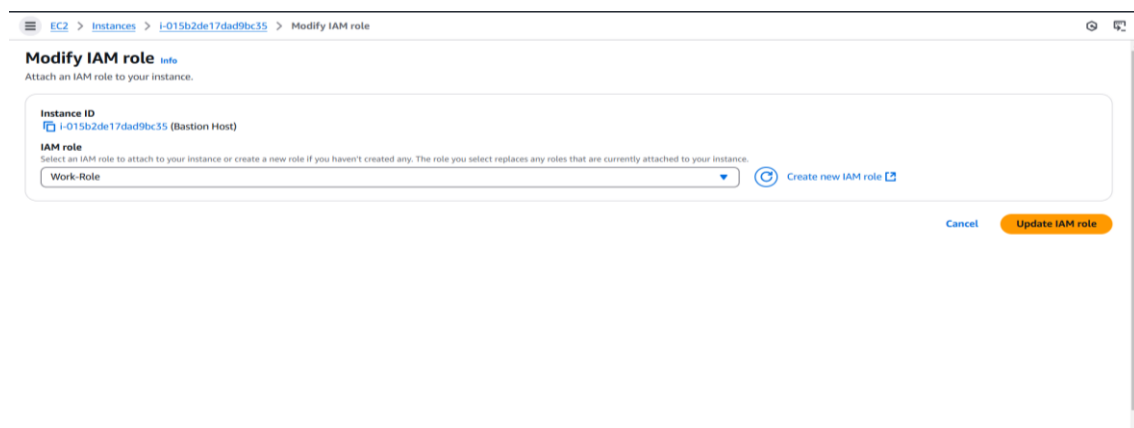 EC2 > Instances > i-015b2de17dad9bc35 > Modify IAM role
Modify IAM role Info
Attach an IAM role to your instance.
Instance ID
i-015b2de17dad9bc35 (Bastion Host)
IAM role
Select an IAM role to attach to your instance or create a new role if you haven't created any. The role you select replaces any roles that are currently attached to your instance.
Work-Role
Create new IAM role
Cancel
Update IAM role